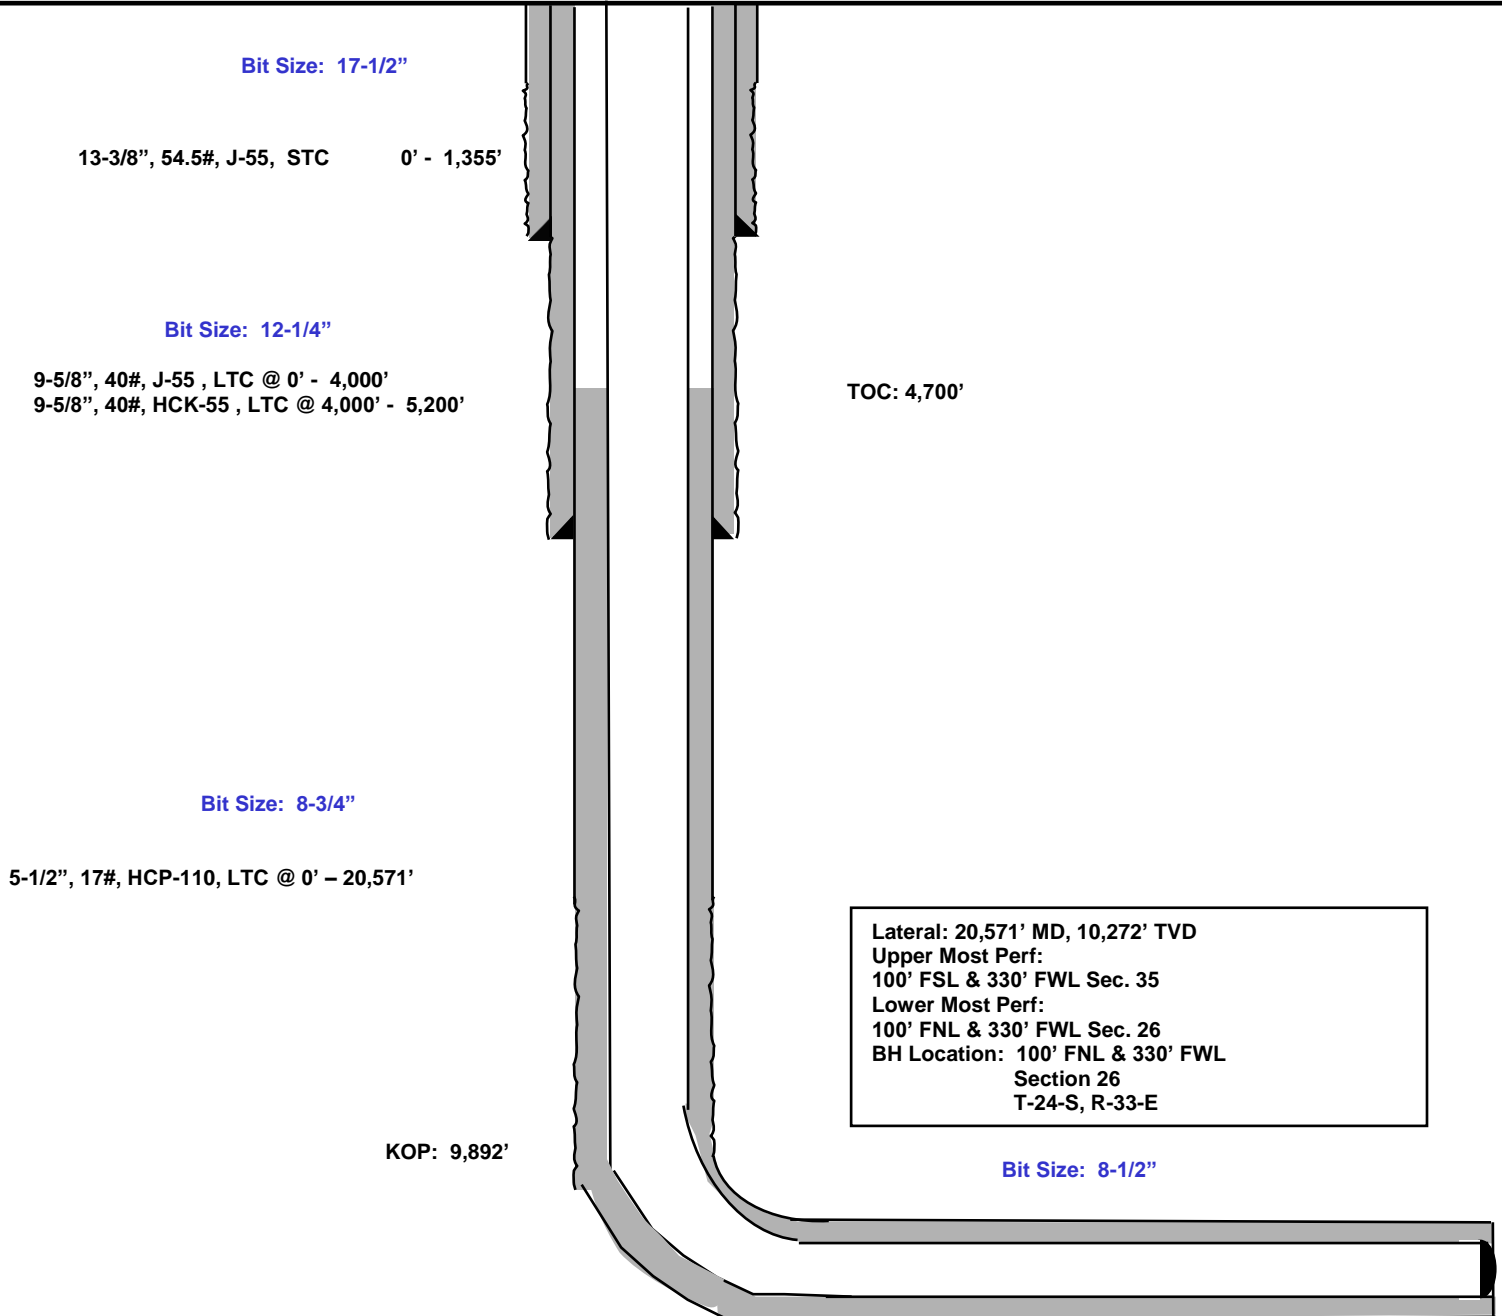 Bit Size: 17-1/2”
13-3/8”, 54.5#, J-55, STC 0’ - 1,355’
Bit Size: 12-1/4”
9-5/8”, 40#, J-55 , LTC @ 0’ - 4,000’
9-5/8”, 40#, HCK-55 , LTC @ 4,000’ - 5,200’
TOC: 4,700’
Bit Size: 8-3/4”
5-1/2”, 17#, HCP-110, LTC @ 0’ – 20,571’
Lateral: 20,571’ MD, 10,272’ TVD
Upper Most Perf:
100’ FSL & 330’ FWL Sec. 35
Lower Most Perf:
100’ FNL & 330’ FWL Sec. 26
BH Location: 100’ FNL & 330’ FWL
Section 26
T-24-S, R-33-E
KOP: 9,892’
Bit Size: 8-1/2”